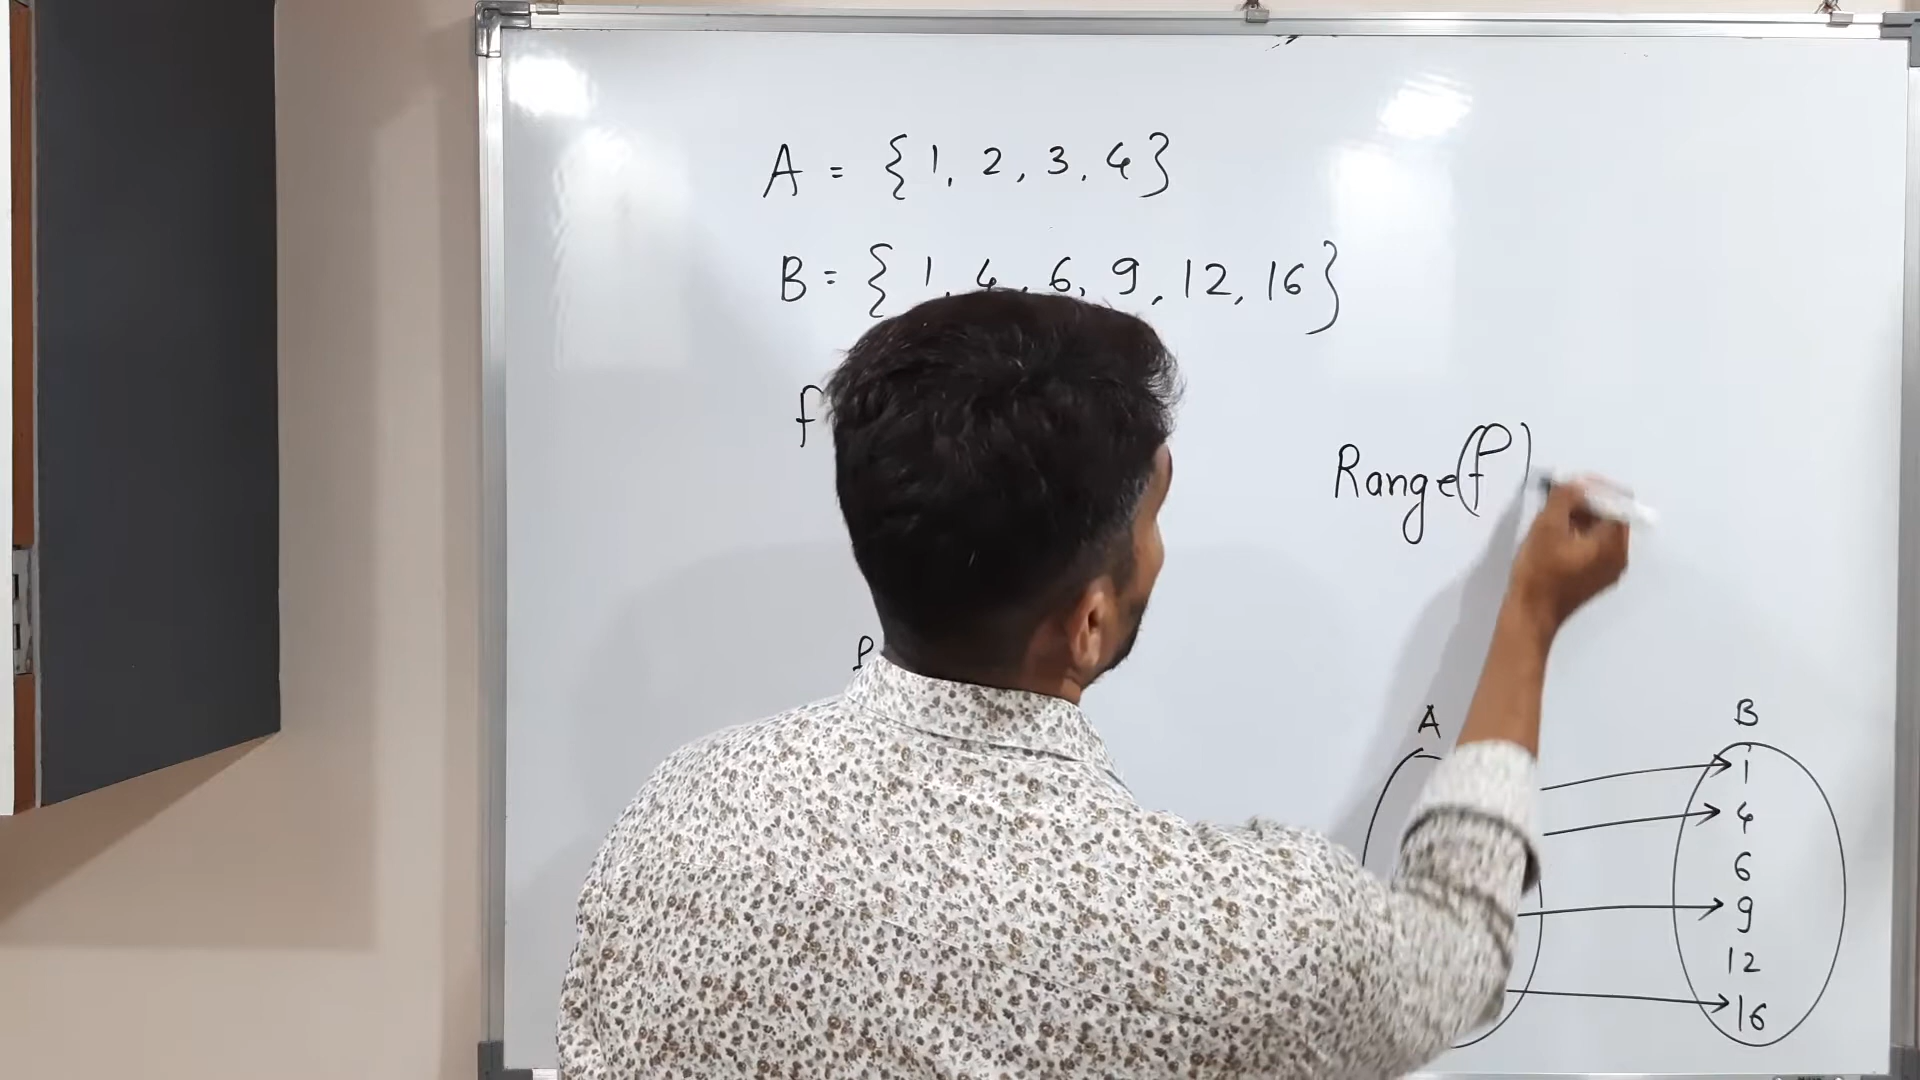 A = {1, 2, 3, 4}
B = {1, 4, 6, 9, 12, 16}
f
Range(f)
A B
1
4
6
9
12
16